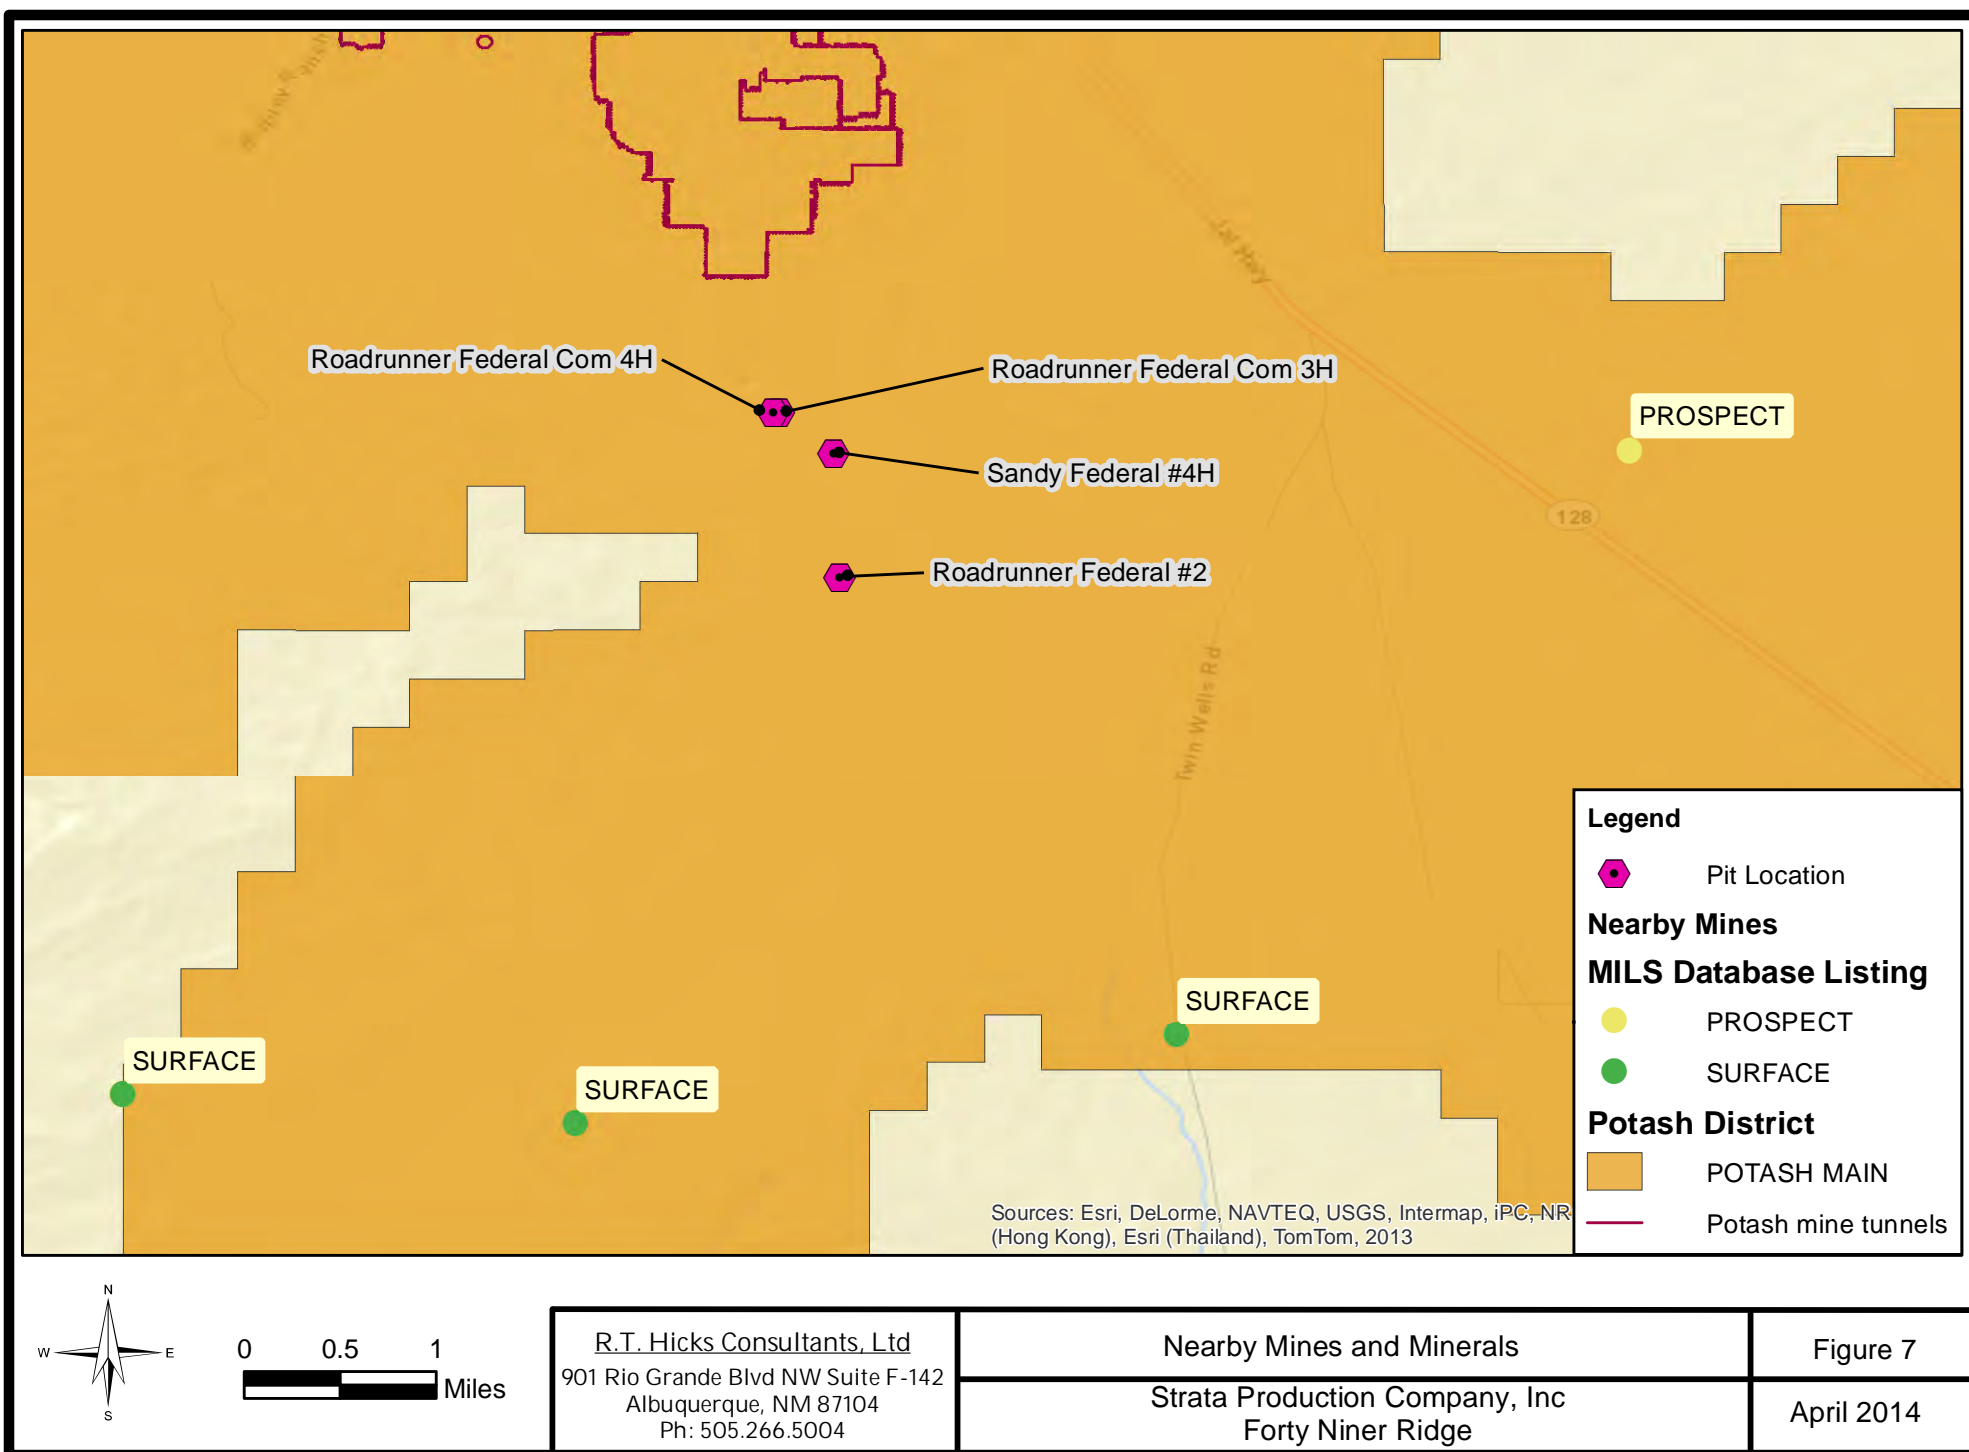 Jal Hwy
Roadrunner Federal Com 4H
Roadrunner Federal Com 3H
PROSPECT
Sandy Federal #4H
128
Roadrunner Federal #2
Twin Wells Rd
SURFACE
SURFACE
SURFACE
Legend
Pit Location
Nearby Mines
MILS Database Listing
PROSPECT
SURFACE
Potash District
POTASH MAIN
Potash mine tunnels
Sources: Esri, DeLorme, NAVTEQ, USGS, Intermap, iPC, NR
(Hong Kong), Esri (Thailand), TomTom, 2013
N
W E
S
0 0.5 1
Miles
R.T. Hicks Consultants, Ltd
901 Rio Grande Blvd NW Suite F-142
Albuquerque, NM 87104
Ph: 505.266.5004
Nearby Mines and Minerals
Strata Production Company, Inc
Forty Niner Ridge
Figure 7
April 2014